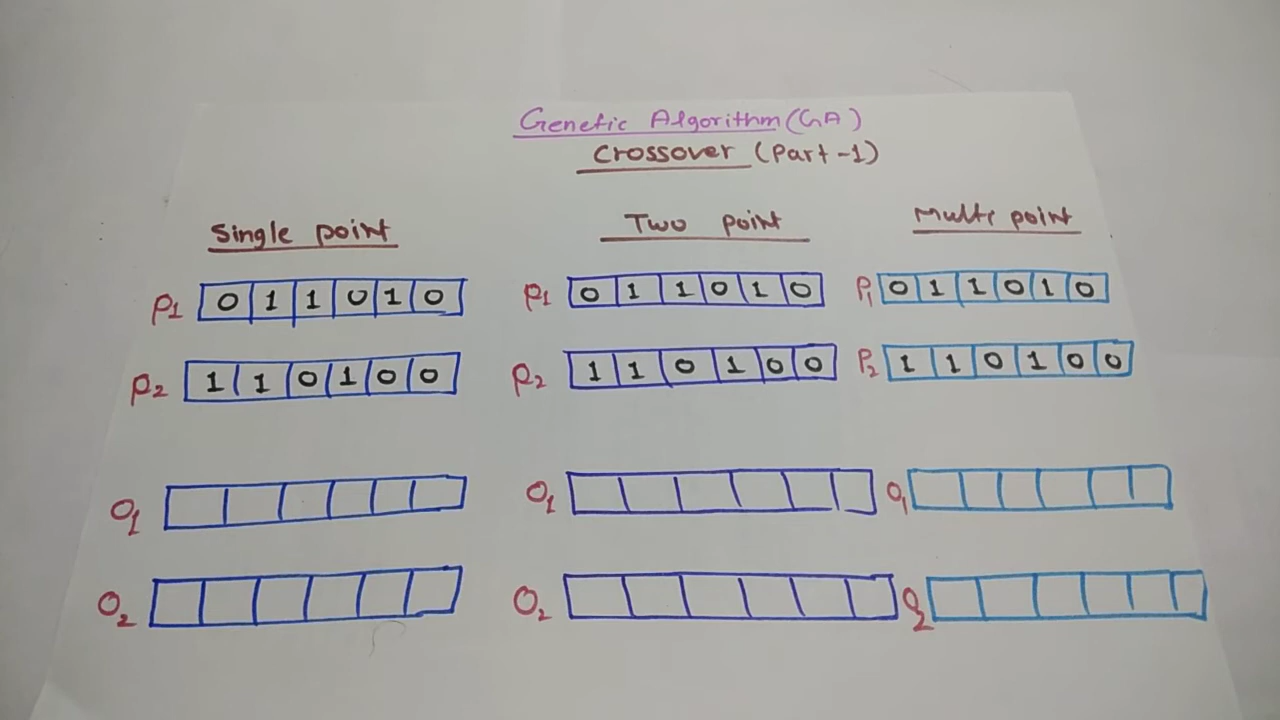 Genetic Algorithm (GA)
Crossover (Part-1)
Single point
Two point
Multi point
P1 0 1 1 0 1 0
P1 0 1 1 0 1 0
P1 0 1 1 0 1 0
P2 1 1 0 1 0 0
P2 1 1 0 1 0 0
P2 1 1 0 1 0 0
O1
O1
O1
O2
O2
O2